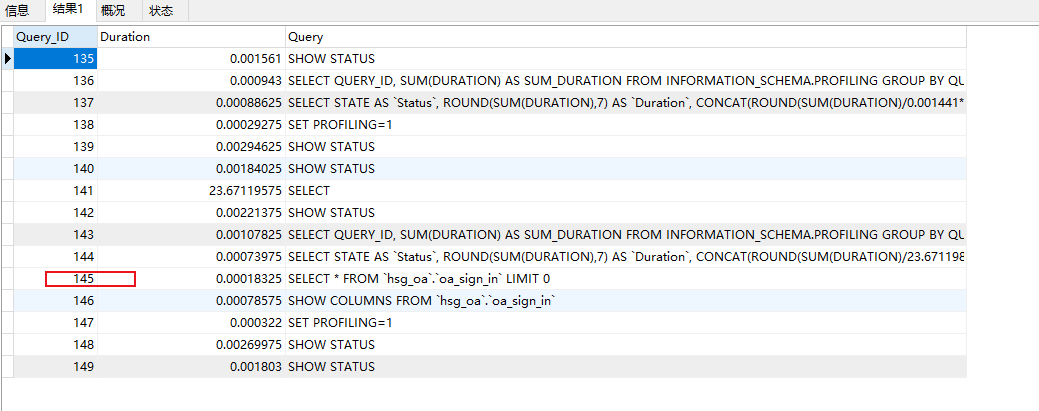 信息 结果1 概况 状态
Query_ID Duration Query
135 0.001561 SHOW STATUS
136 0.000943 SELECT QUERY_ID, SUM(DURATION) AS SUM_DURATION FROM INFORMATION_SCHEMA.PROFILING GROUP BY QU
137 0.00088625 SELECT STATE AS `Status`, ROUND(SUM(DURATION),7) AS `Duration`, CONCAT(ROUND(SUM(DURATION)/0.001441*
138 0.00029275 SET PROFILING=1
139 0.00294625 SHOW STATUS
140 0.00184025 SHOW STATUS
141 23.67119575 SELECT
142 0.00221375 SHOW STATUS
143 0.00107825 SELECT QUERY_ID, SUM(DURATION) AS SUM_DURATION FROM INFORMATION_SCHEMA.PROFILING GROUP BY QU
144 0.00073975 SELECT STATE AS `Status`, ROUND(SUM(DURATION),7) AS `Duration`, CONCAT(ROUND(SUM(DURATION)/23.671198
145 0.00018325 SELECT * FROM `hsg_oa`.`oa_sign_in` LIMIT 0
146 0.00078575 SHOW COLUMNS FROM `hsg_oa`.`oa_sign_in`
147 0.000322 SET PROFILING=1
148 0.00269975 SHOW STATUS
149 0.001803 SHOW STATUS